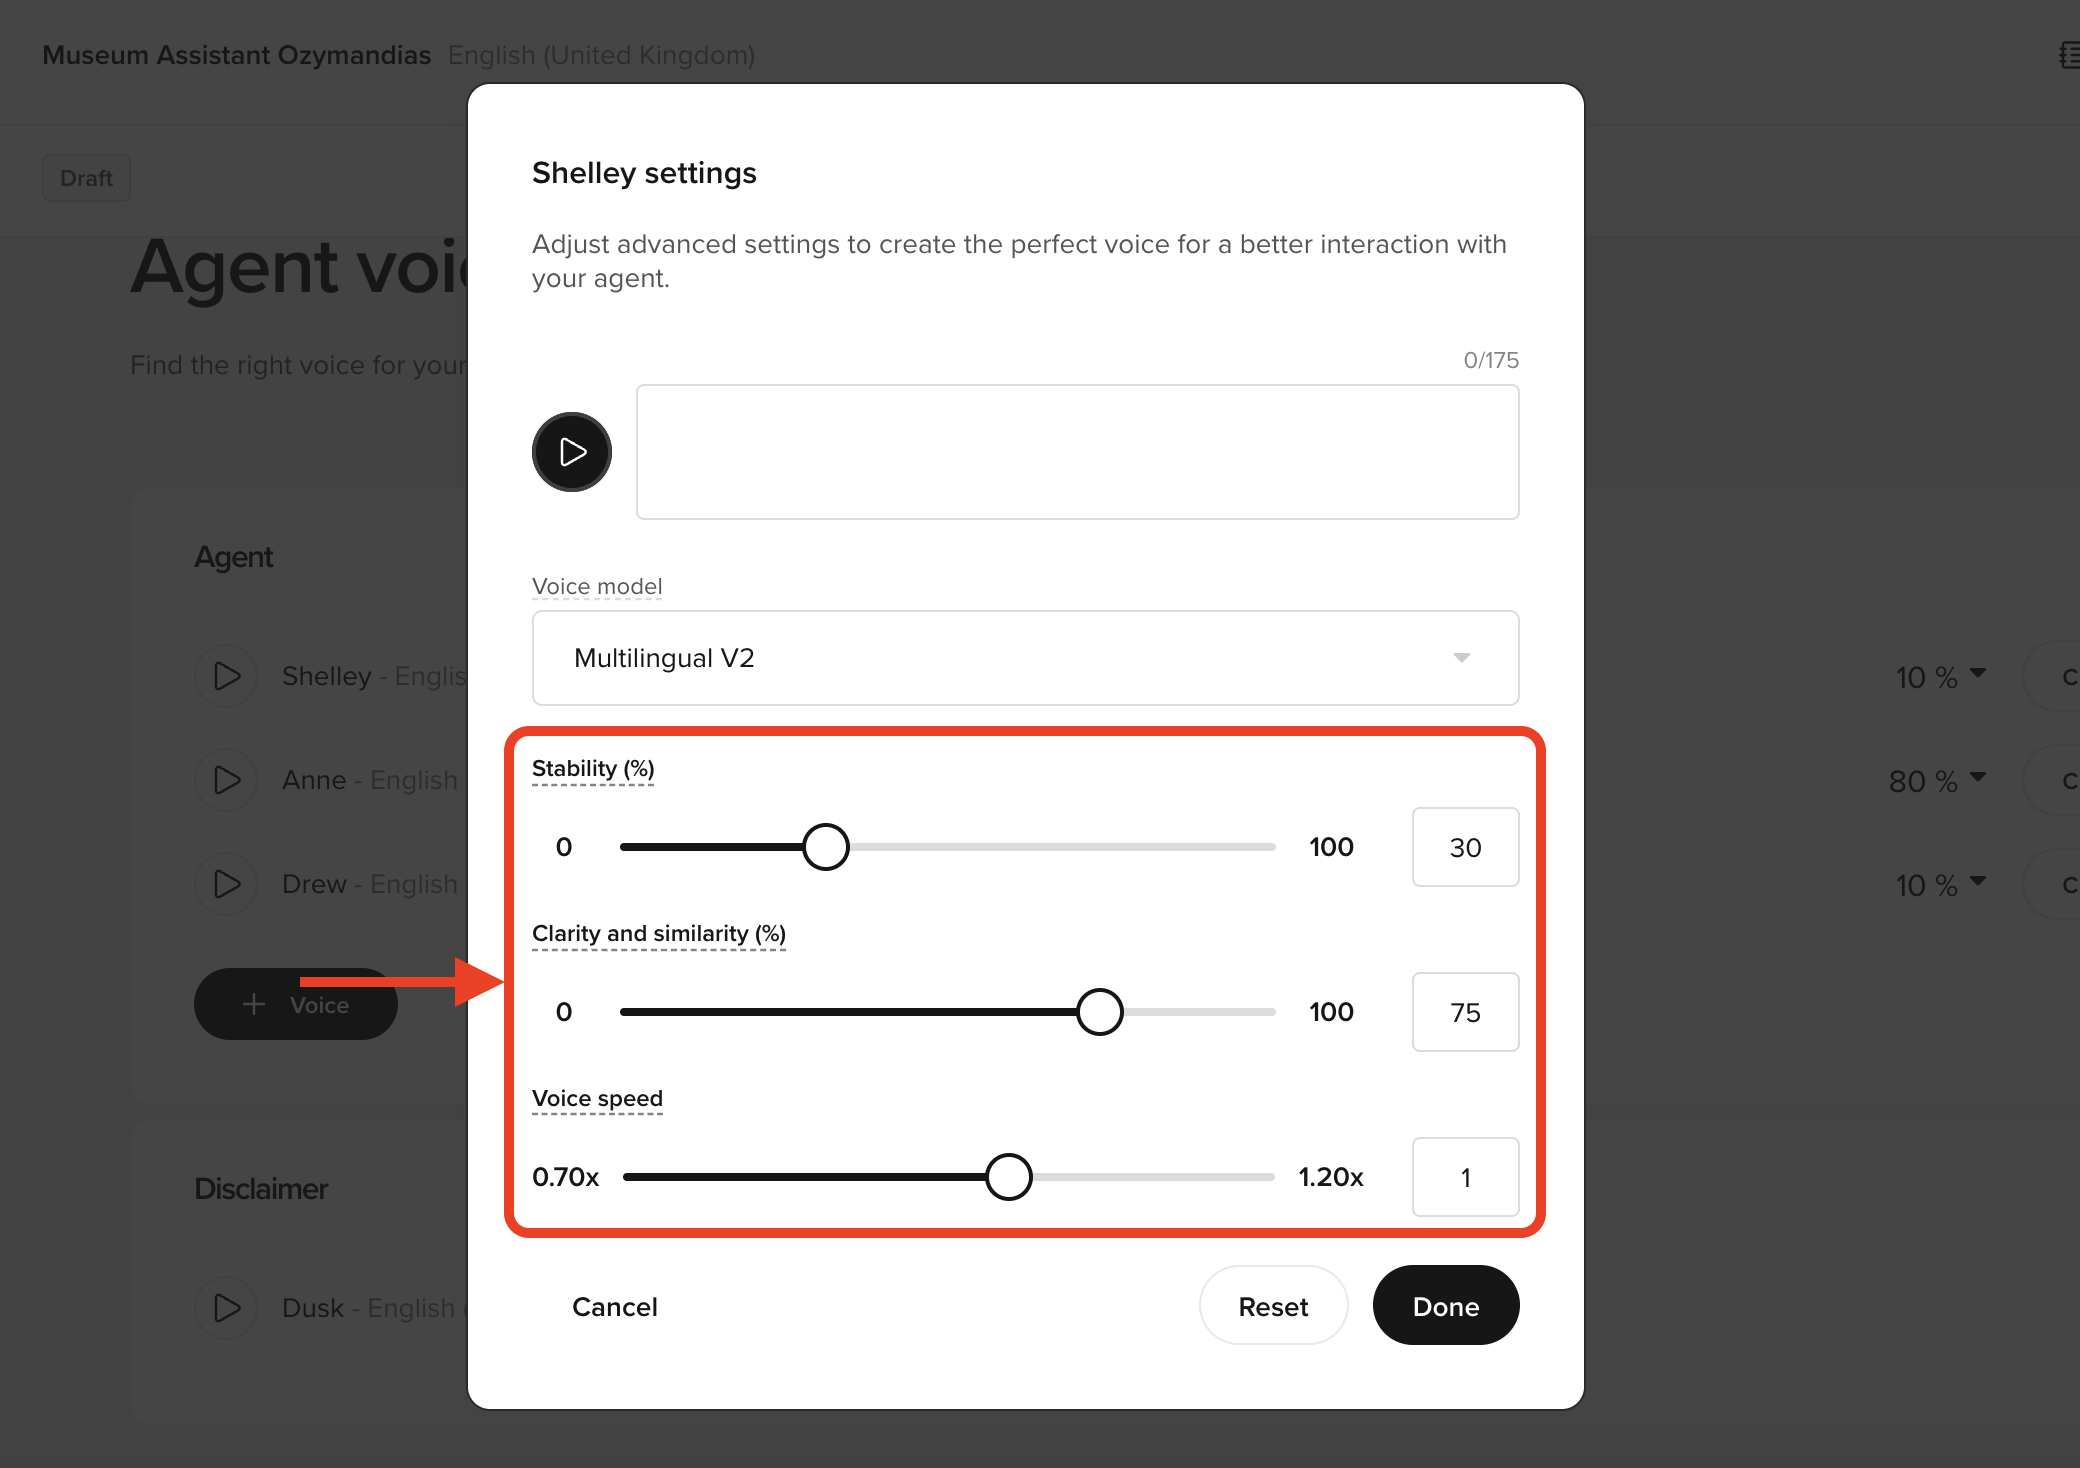 Museum Assistant Ozymandias English (United Kingdom)
Draft
Agent voi
Find the right voice for your
Agent
Shelley - Englis
10 %
Anne - English
80 %
Drew - English
10 %
+ Voice
Disclaimer
Dusk - English
Shelley settings
Adjust advanced settings to create the perfect voice for a better interaction with
your agent.
0/175
Voice model
Multilingual V2
Stability (%)
0 100 30
Clarity and similarity (%)
0 100 75
Voice speed
0.70x 1.20x 1
Cancel Reset Done